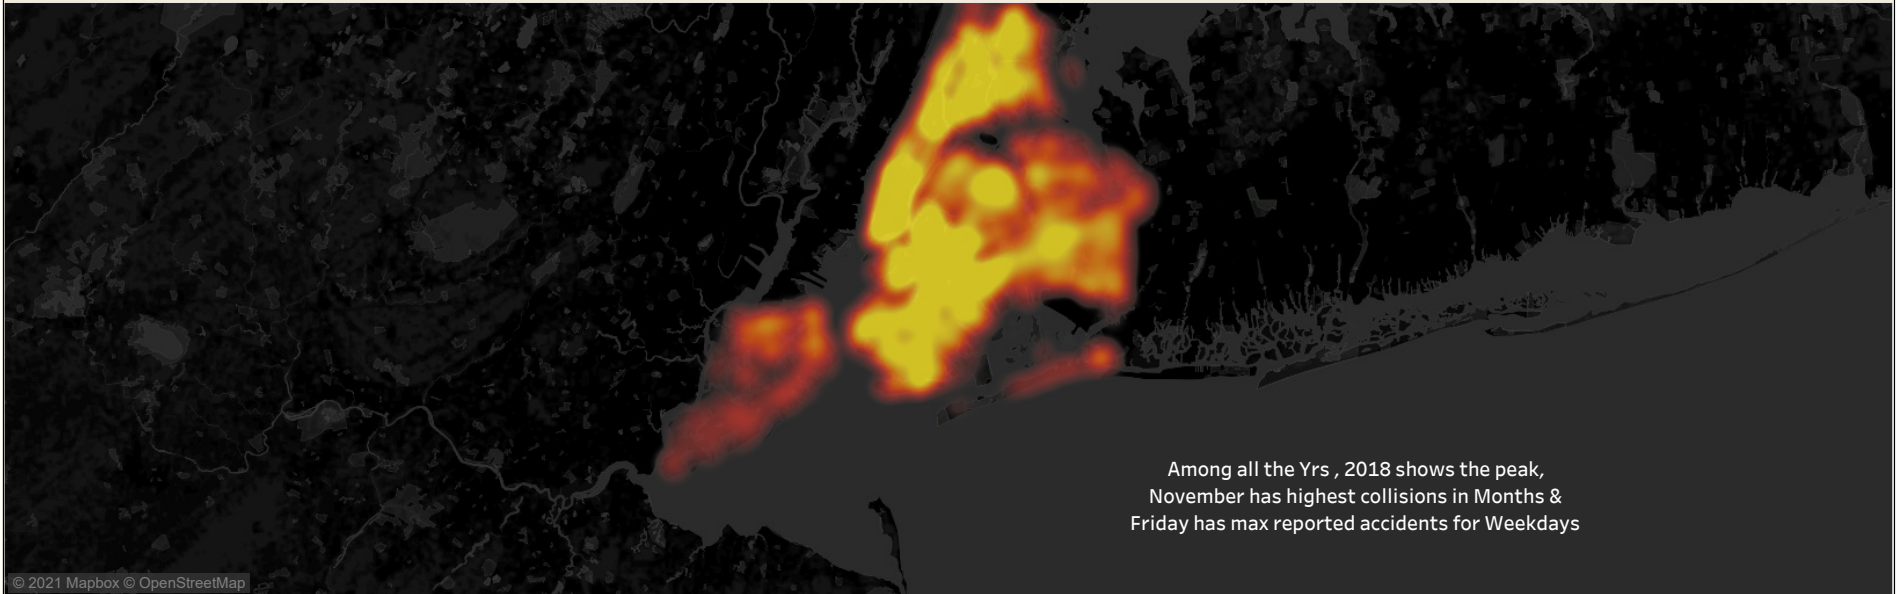 Among all the Yrs , 2018 shows the peak,
November has highest collisions in Months &
Friday has max reported accidents for Weekdays
© 2021 Mapbox © OpenStreetMap